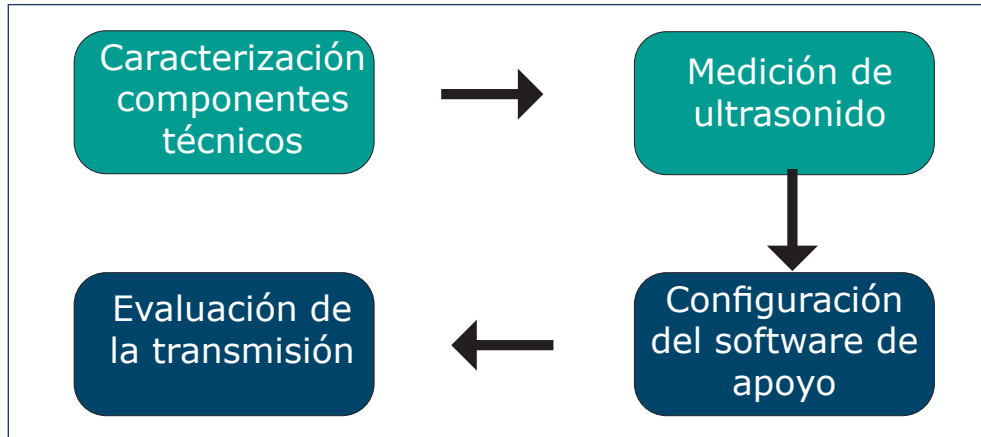 Caracterización
componentes
técnicos
Medición de
ultrasonido
Configuración
del software de
apoyo
Evaluación de
la transmisión